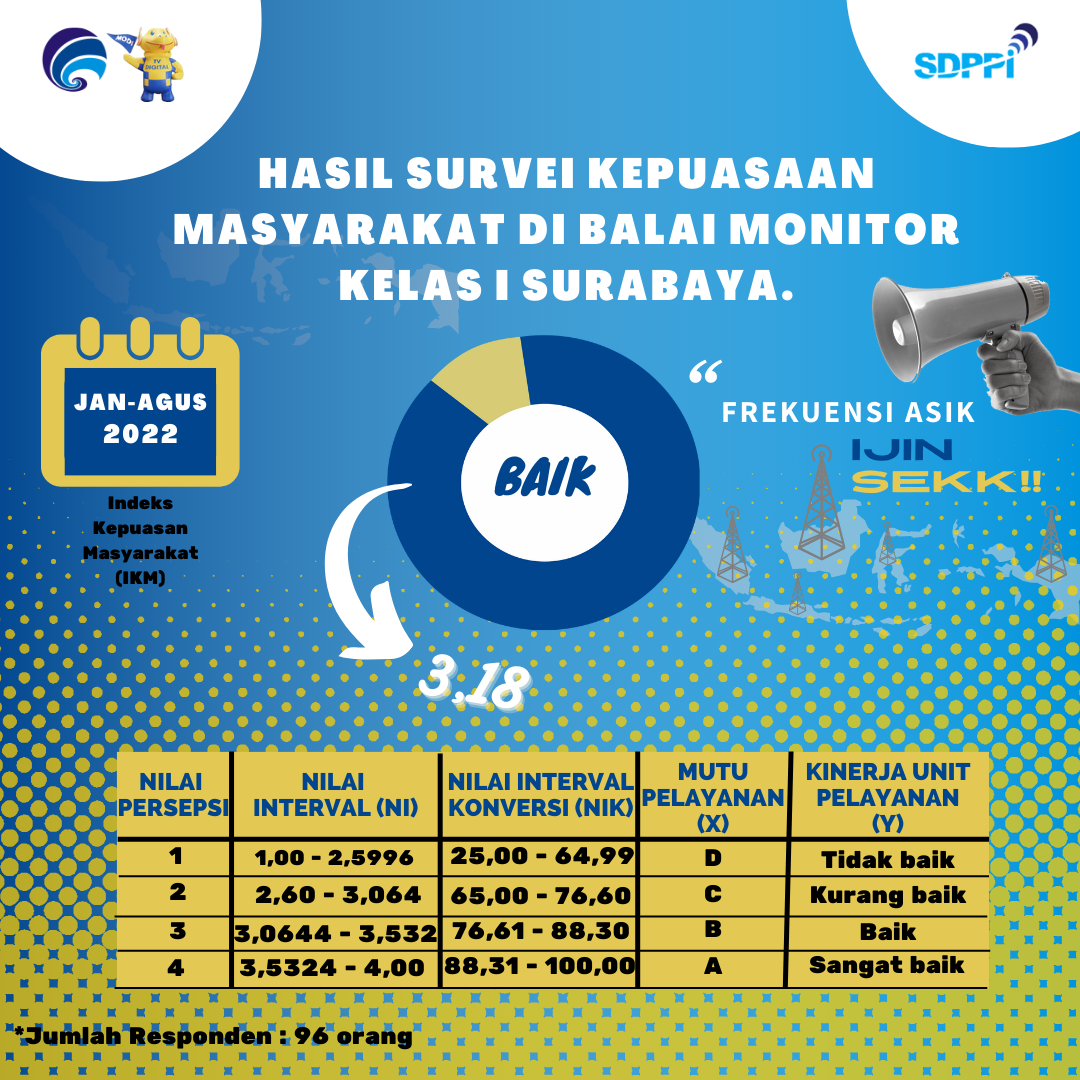 MODI
TV
DIGITAL
SDPPI
HASIL SURVEI KEPUASAAN
MASYARAKAT DI BALAI MONITOR
KELAS I SURABAYA.
JAN-AGUS
2022
Indeks
Kepuasan
Masyarakat
(IKM)
BAIK
3,18
“
FREKUENSI ASIK
IJIN
SEKK!!
NILAI PERSEPSI NILAI INTERVAL (NI) NILAI INTERVAL KONVERSI (NIK) MUTU PELAYANAN (X) KINERJA UNIT PELAYANAN (Y)
1 1,00 - 2,5996 25,00 - 64,99 D Tidak baik
2 2,60 - 3,064 65,00 - 76,60 C Kurang baik
3 3,0644 - 3,532 76,61 - 88,30 B Baik
4 3,5324 - 4,00 88,31 - 100,00 A Sangat baik
*Jumlah Responden : 96 orang